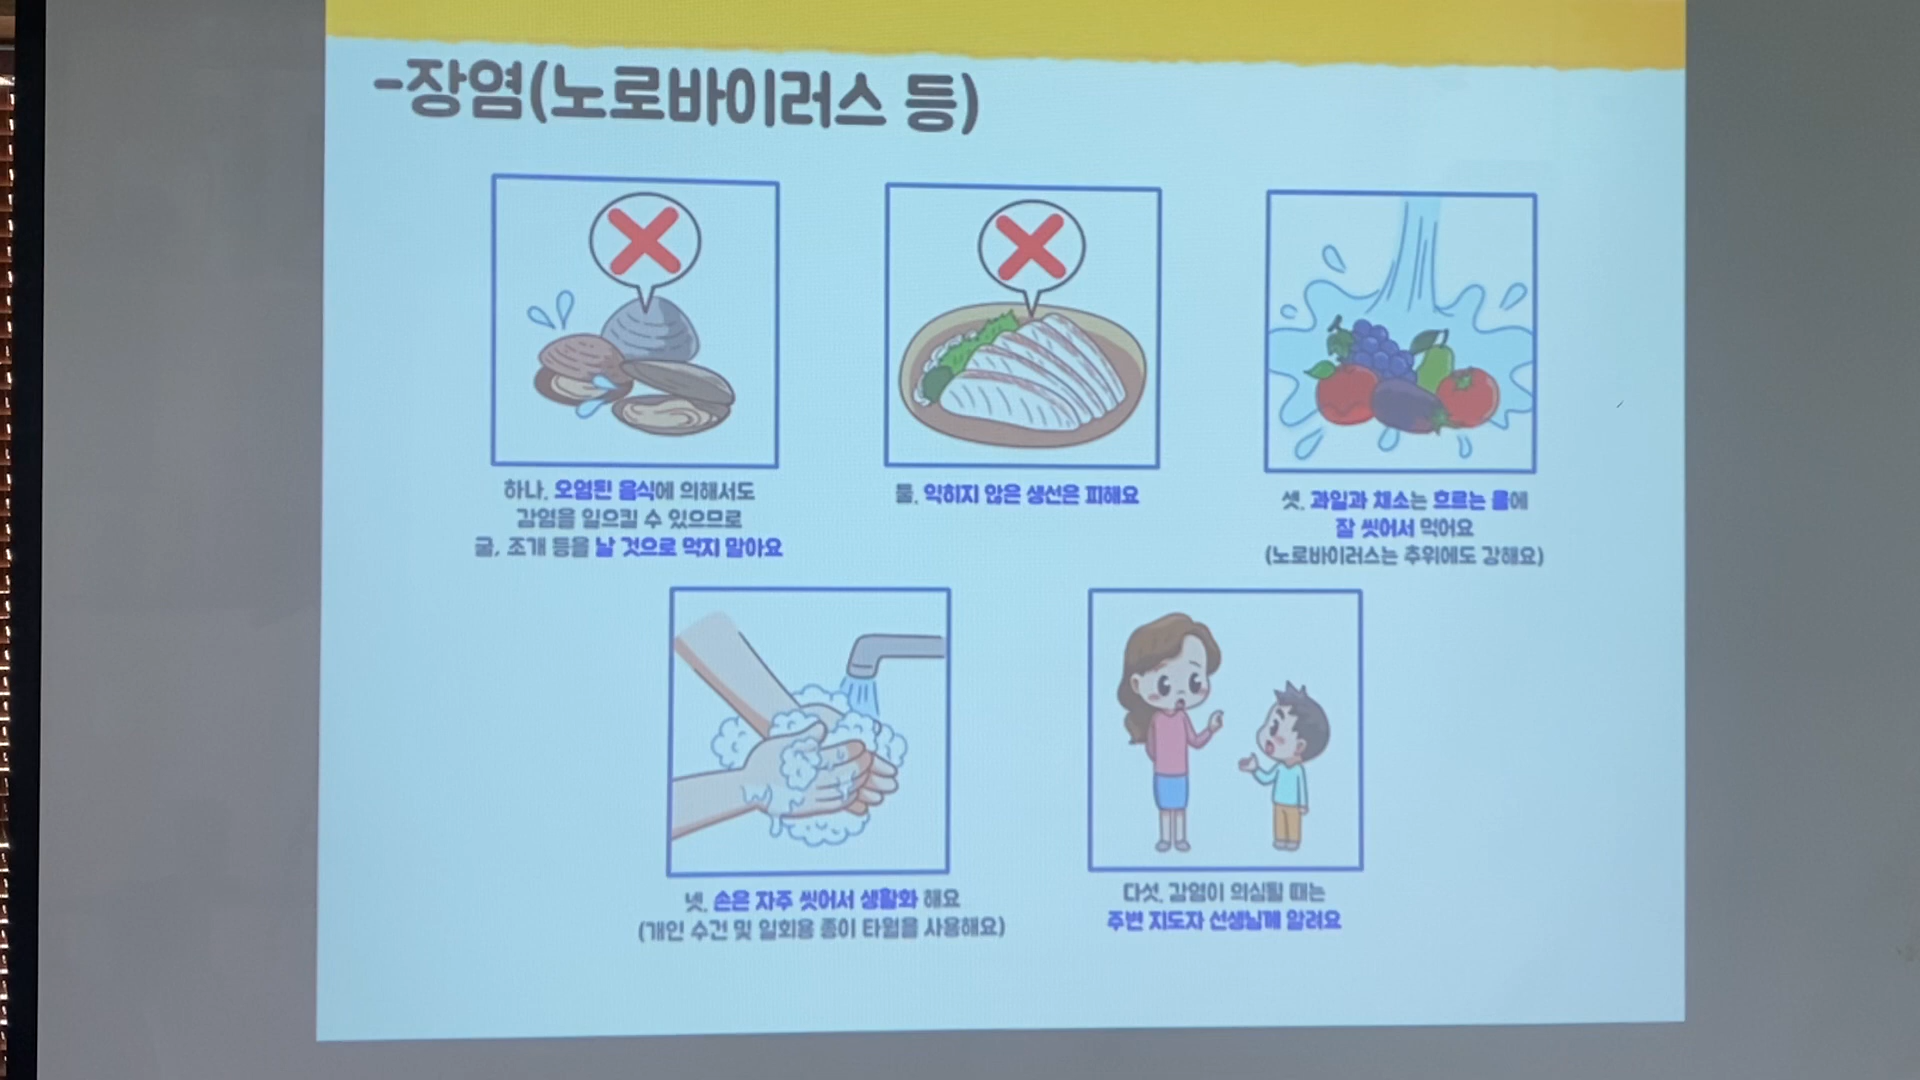 -장염(노로바이러스 등)
하나. 오염된 음식에 의해서도
감염을 일으킬 수 있으므로
굴, 조개 등을 날 것으로 먹지 말아요
둘. 익히지 않은 생선은 피해요
셋. 과일과 채소는 흐르는 물에
잘 씻어서 먹어요
(노로바이러스는 추위에도 강해요)
넷. 손은 자주 씻어서 생활화 해요
(개인 수건 및 일회용 종이 타월을 사용해요)
다섯. 감염이 의심될 때는
주변 지도자 선생님께 알려요